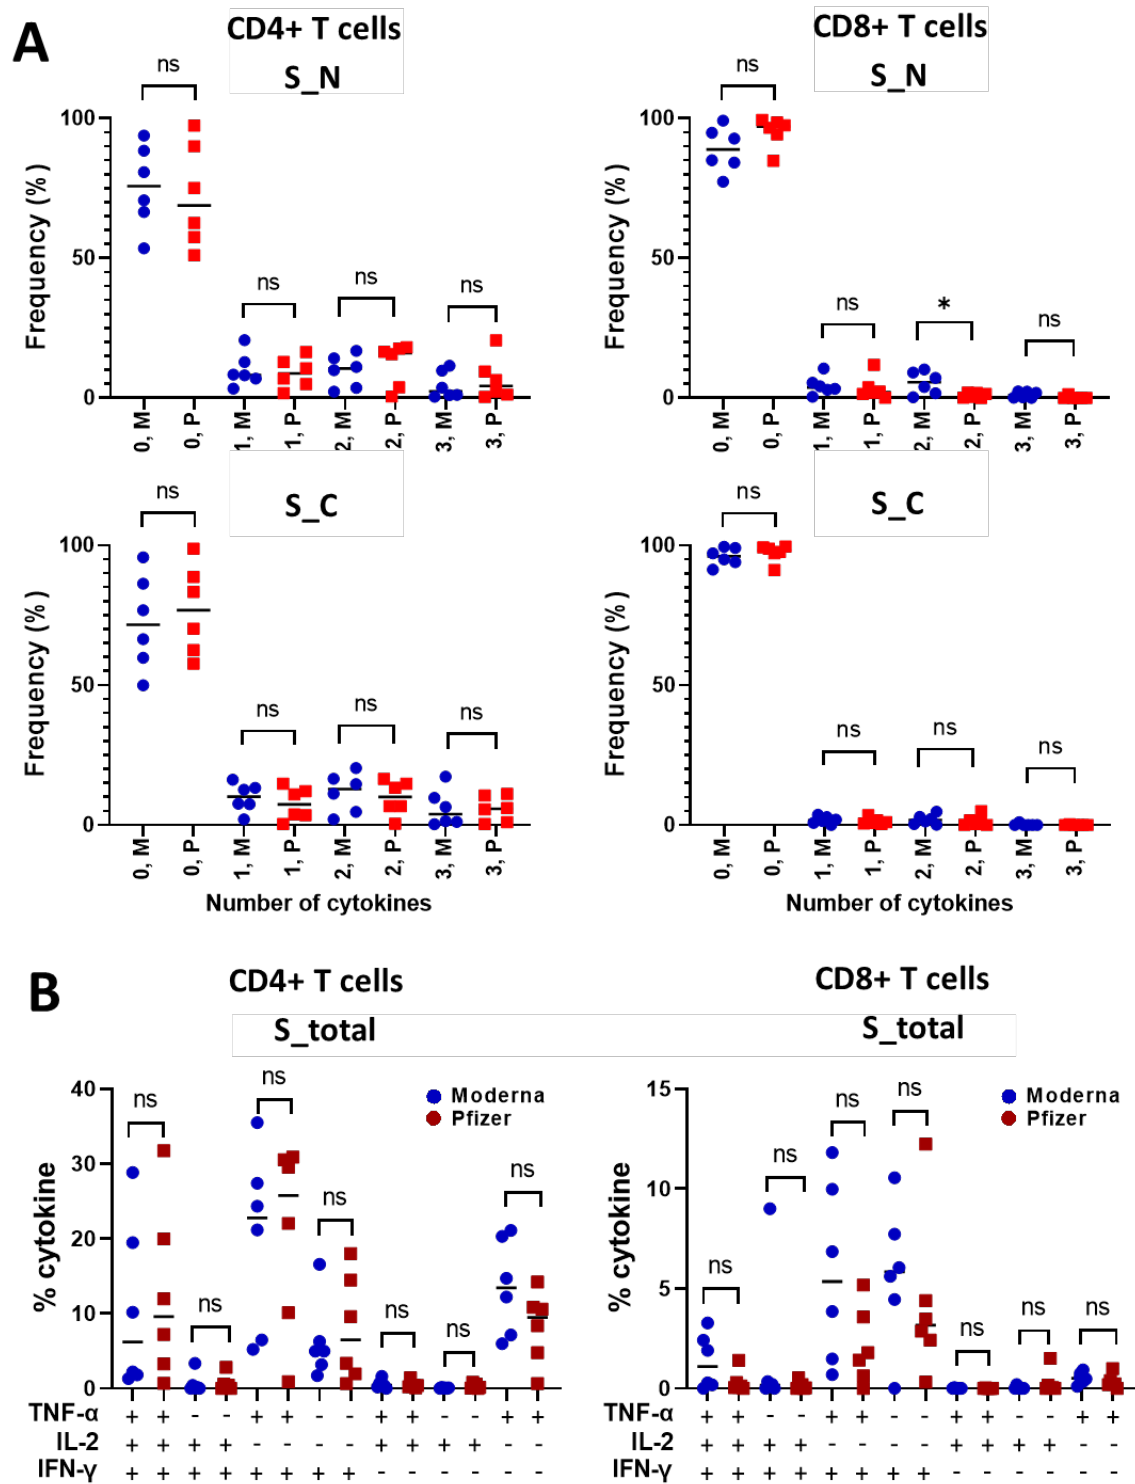 A
CD4+ T cells
S_N
CD8+ T cells
S_N
ns
ns
ns
ns
Frequency (%)
100
50
0
0, M
0, P
1, M
1, P
2, M
2, P
3, M
3, P
ns
ns
*
ns
Frequency (%)
100
50
0
0, M
0, P
1, M
1, P
2, M
2, P
3, M
3, P
S_C
S_C
ns
ns
ns
ns
Frequency (%)
100
50
0
0, M
0, P
1, M
1, P
2, M
2, P
3, M
3, P
Number of cytokines
ns
ns
ns
ns
Frequency (%)
100
50
0
0, M
0, P
1, M
1, P
2, M
2, P
3, M
3, P
Number of cytokines
B
CD4+ T cells
S_total
CD8+ T cells
S_total
ns
ns
ns
ns
ns
ns
ns
Moderna
Pfizer
% cytokine
40
30
20
10
0
TNF-α + + - - + + - - + + - - + +
IL-2 + + + + - - - - + + + + - -
IFN-γ + + + + + + + + - - - - - -
ns
ns
ns
ns
ns
ns
ns
Moderna
Pfizer
% cytokine
15
10
5
0
TNF-α + + - - + + - - + + - - + +
IL-2 + + + + - - - - + + + + - -
IFN-γ + + + + + + + + - - - - - -